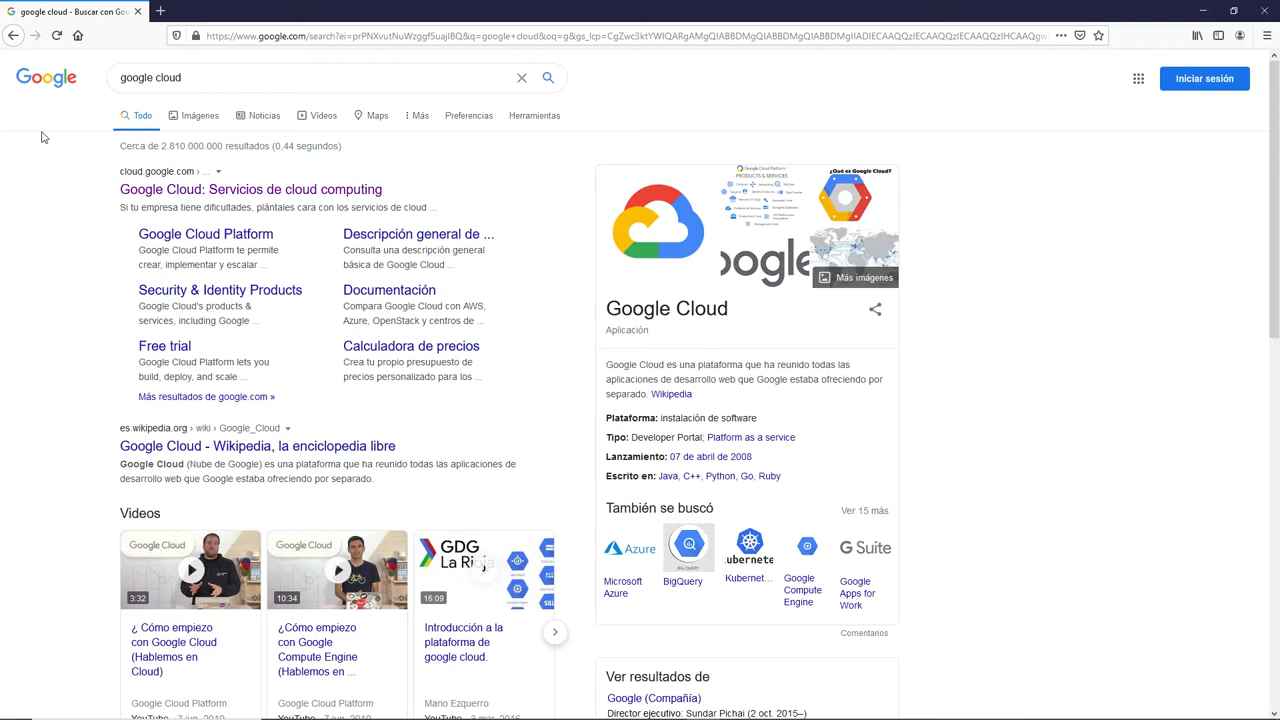 google cloud - Buscar con Goo
https://www.google.com/search?ei=prPNXvutNuWzggf5uajIBQ&q=google+cloud&oq=g&gs_lcp=
Google
google cloud
Iniciar sesión
Todo
Imágenes
Noticias
Vídeos
Maps
Más
Preferencias
Herramientas
Cerca de 2.810.000.000 resultados (0,44 segundos)
cloud.google.com › ...
Google Cloud: Servicios de cloud computing
Si tu empresa tiene dificultades, plántales cara con los servicios de cloud ...
Google Cloud Platform
Google Cloud Platform te permite
crear, implementar y escalar ...
Descripción general de ...
Consulta una descripción general
básica de Google Cloud ...
Security & Identity Products
Google Cloud's products &
services, including Google ...
Documentación
Compara Google Cloud con AWS,
Azure, OpenStack y centros de ...
Free trial
Google Cloud Platform lets you
build, deploy, and scale ...
Calculadora de precios
Crea tu propio presupuesto de
precios personalizado para los ...
Más resultados de google.com »
es.wikipedia.org › wiki › Google_Cloud
Google Cloud - Wikipedia, la enciclopedia libre
Google Cloud (Nube de Google) es una plataforma que ha reunido todas las aplicaciones de
desarrollo web que Google estaba ofreciendo por separado.
Videos
Google Cloud
3:32
¿ Cómo empiezo
con Google Cloud
(Hablemos en
Cloud)
Google Cloud Platform
YouTube - 7 jun. 2019
Google Cloud
10:34
¿Cómo empiezo
con Google
Compute Engine
(Hablemos en ...
Google Cloud Platform
YouTube - 7 jun. 2019
GDG
La Rioja
16:09
Introducción a la
plataforma de
google cloud.
Mario Ezquerro
YouTube - 3 mar. 2016
Google Cloud Platform
PRODUCTS & SERVICES
¿Qué es Google Cloud?
oogle
Más imágenes
Google Cloud
Aplicación
Google Cloud es una plataforma que ha reunido todas las
aplicaciones de desarrollo web que Google estaba ofreciendo por
separado. Wikipedia
Plataforma: instalación de software
Tipo: Developer Portal; Platform as a service
Lanzamiento: 07 de abril de 2008
Escrito en: Java, C++, Python, Go, Ruby
También se buscó
Ver 15 más
Azure
Microsoft
Azure
BIG QUERY
BigQuery
kubernetes
Kubernet...
Google
Compute
Engine
G Suite
Google
Apps for
Work
Comentarios
Ver resultados de
Google (Compañía)
Director ejecutivo: Sundar Pichai (2 oct. 2015–)